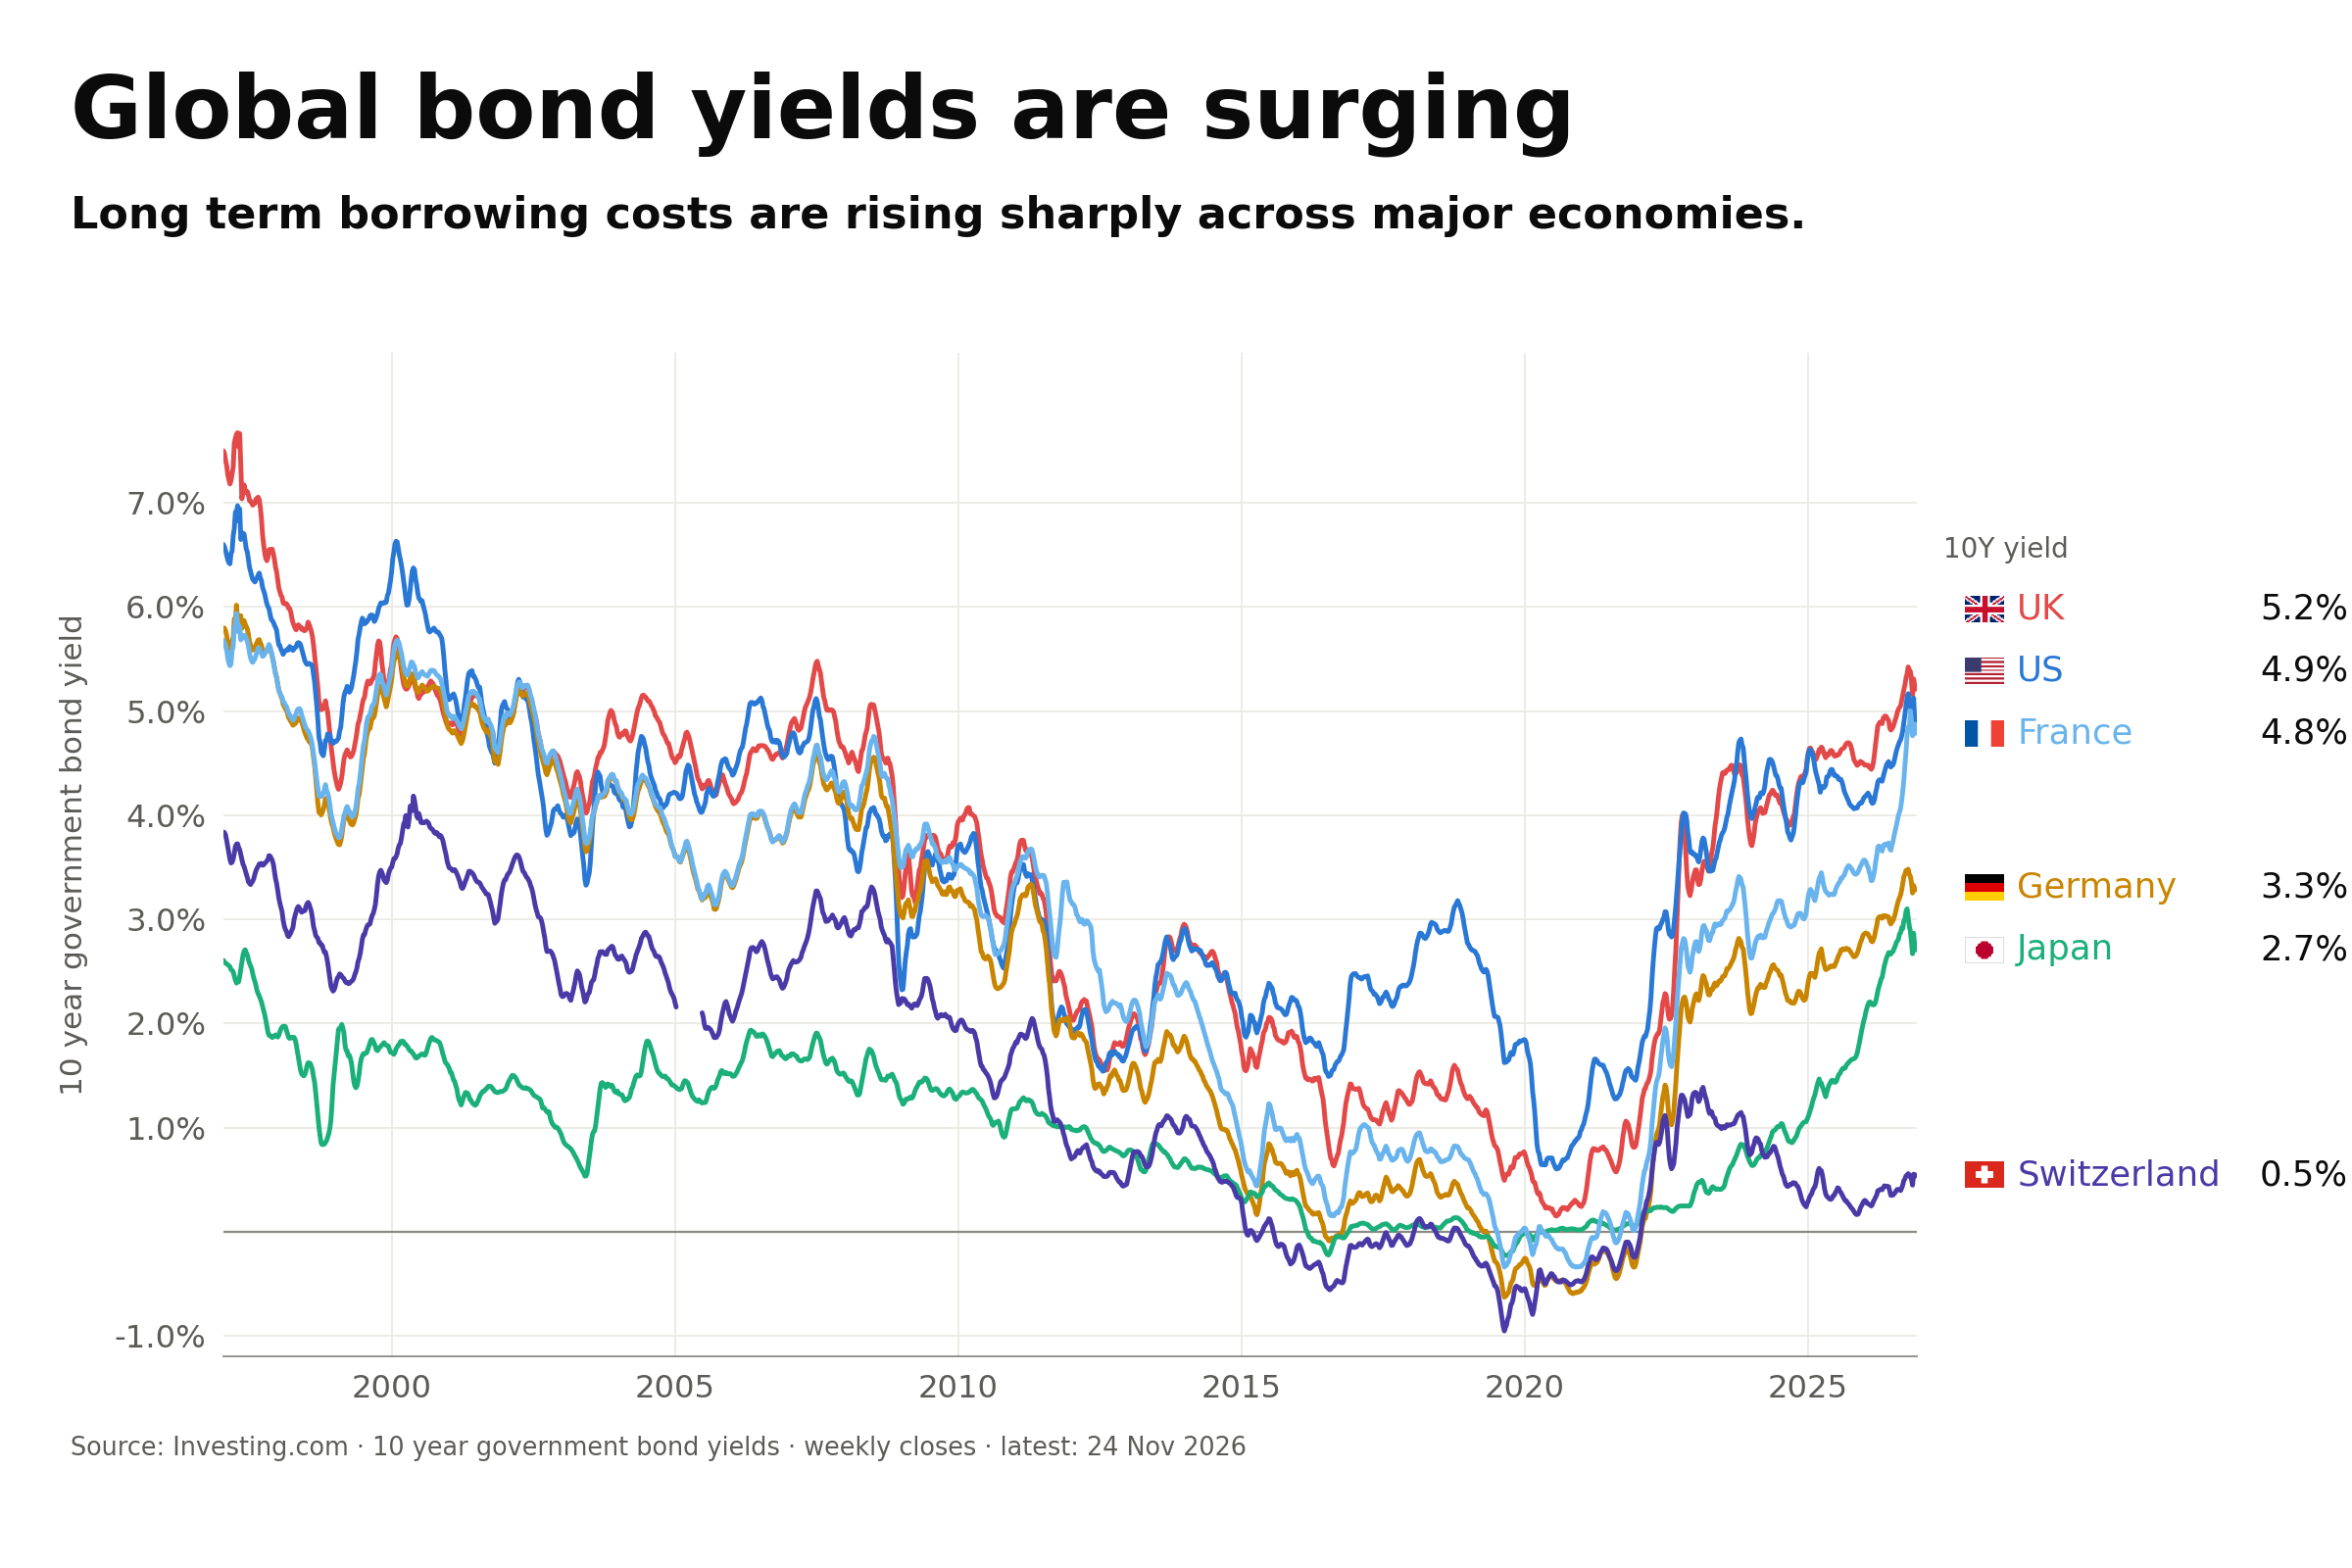 Global bond yields are surging
Long term borrowing costs are rising sharply across major economies.
10 year government bond yield
7.0%
6.0%
5.0%
4.0%
3.0%
2.0%
1.0%
-1.0%
2000
2005
2010
2015
2020
2025
10Y yield
UK 5.2%
US 4.9%
France 4.8%
Germany 3.3%
Japan 2.7%
Switzerland 0.5%
Source: Investing.com · 10 year government bond yields · weekly closes · latest: 24 Nov 2026